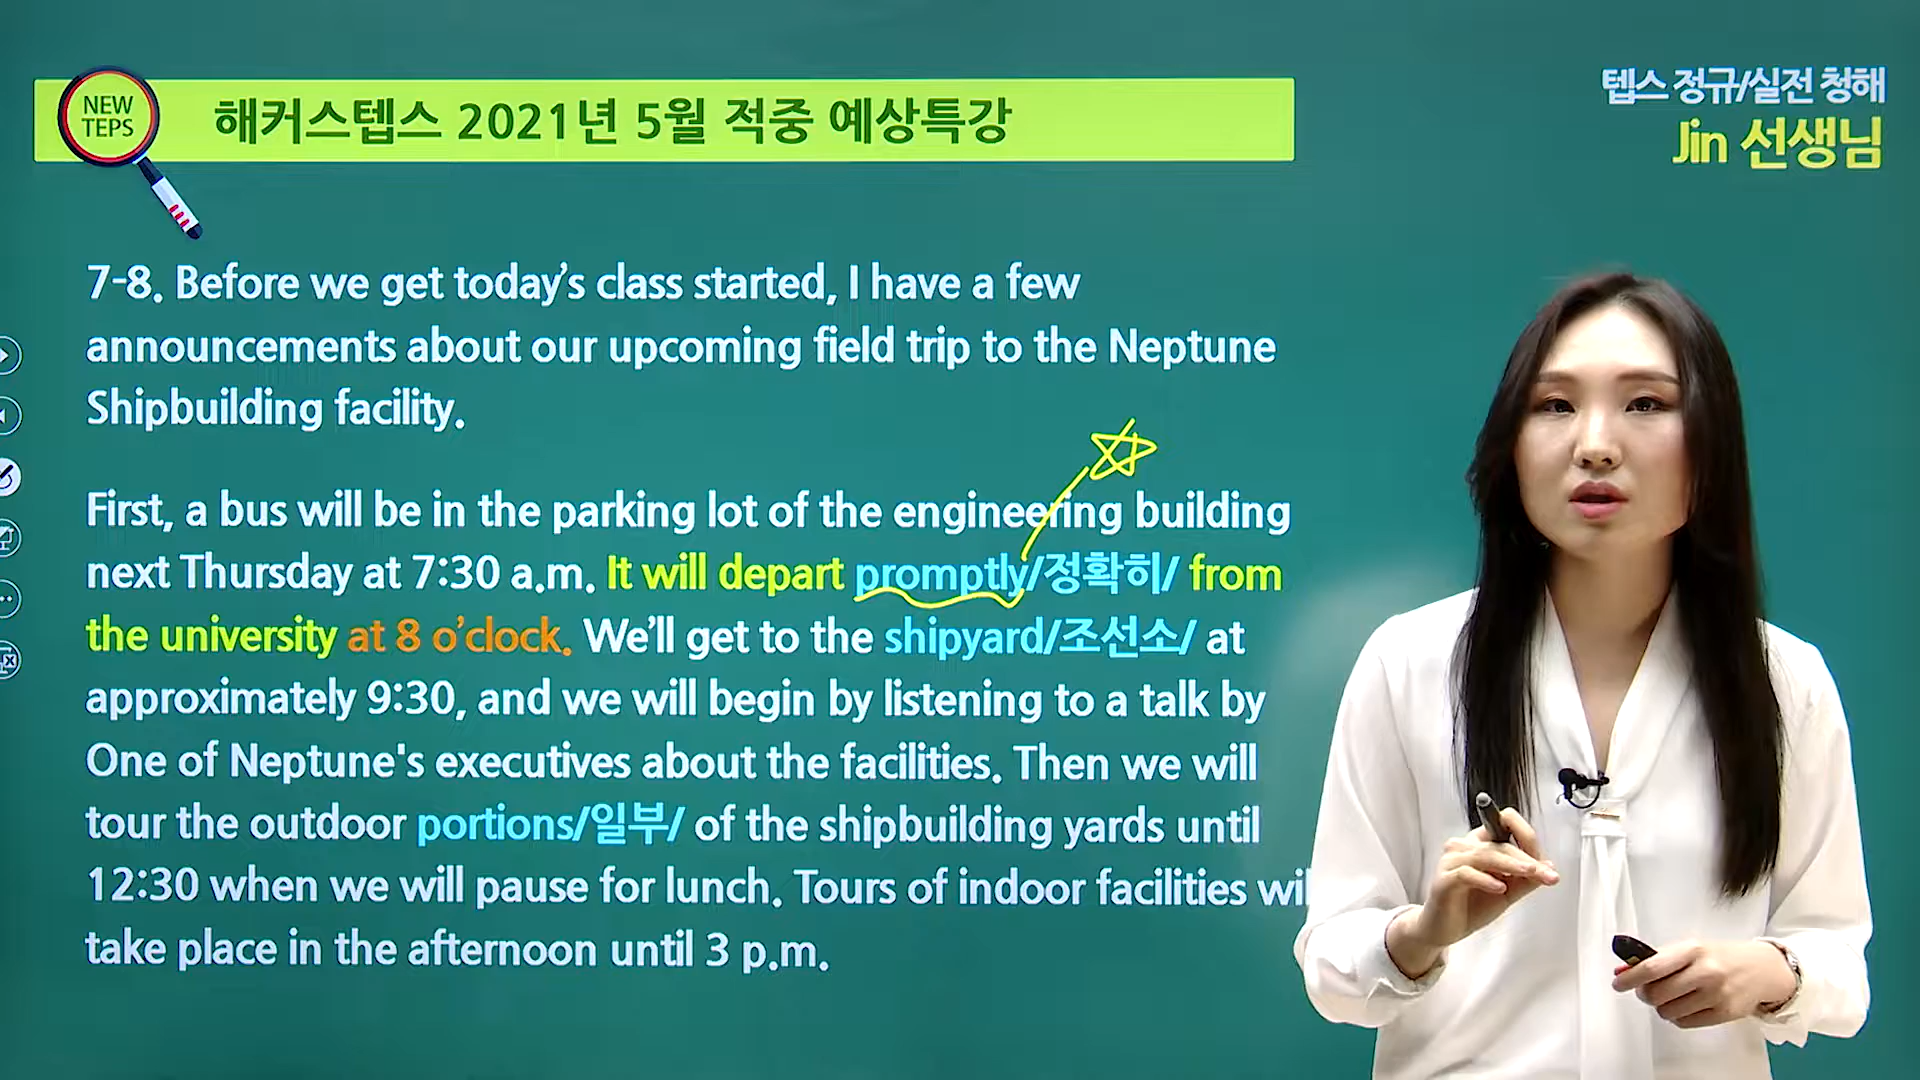 NEW
TEPS
해커스텝스 2021년 5월 적중 예상특강
텝스 정규/실전 청해
Jin 선생님
7-8. Before we get today's class started, I have a few
announcements about our upcoming field trip to the Neptune
Shipbuilding facility.
First, a bus will be in the parking lot of the engineering building
next Thursday at 7:30 a.m. It will depart promptly/정확히/ from
the university at 8 o'clock. We'll get to the shipyard/조선소/ at
approximately 9:30, and we will begin by listening to a talk by
One of Neptune's executives about the facilities. Then we will
tour the outdoor portions/일부/ of the shipbuilding yards until
12:30 when we will pause for lunch. Tours of indoor facilities wil
take place in the afternoon until 3 p.m.